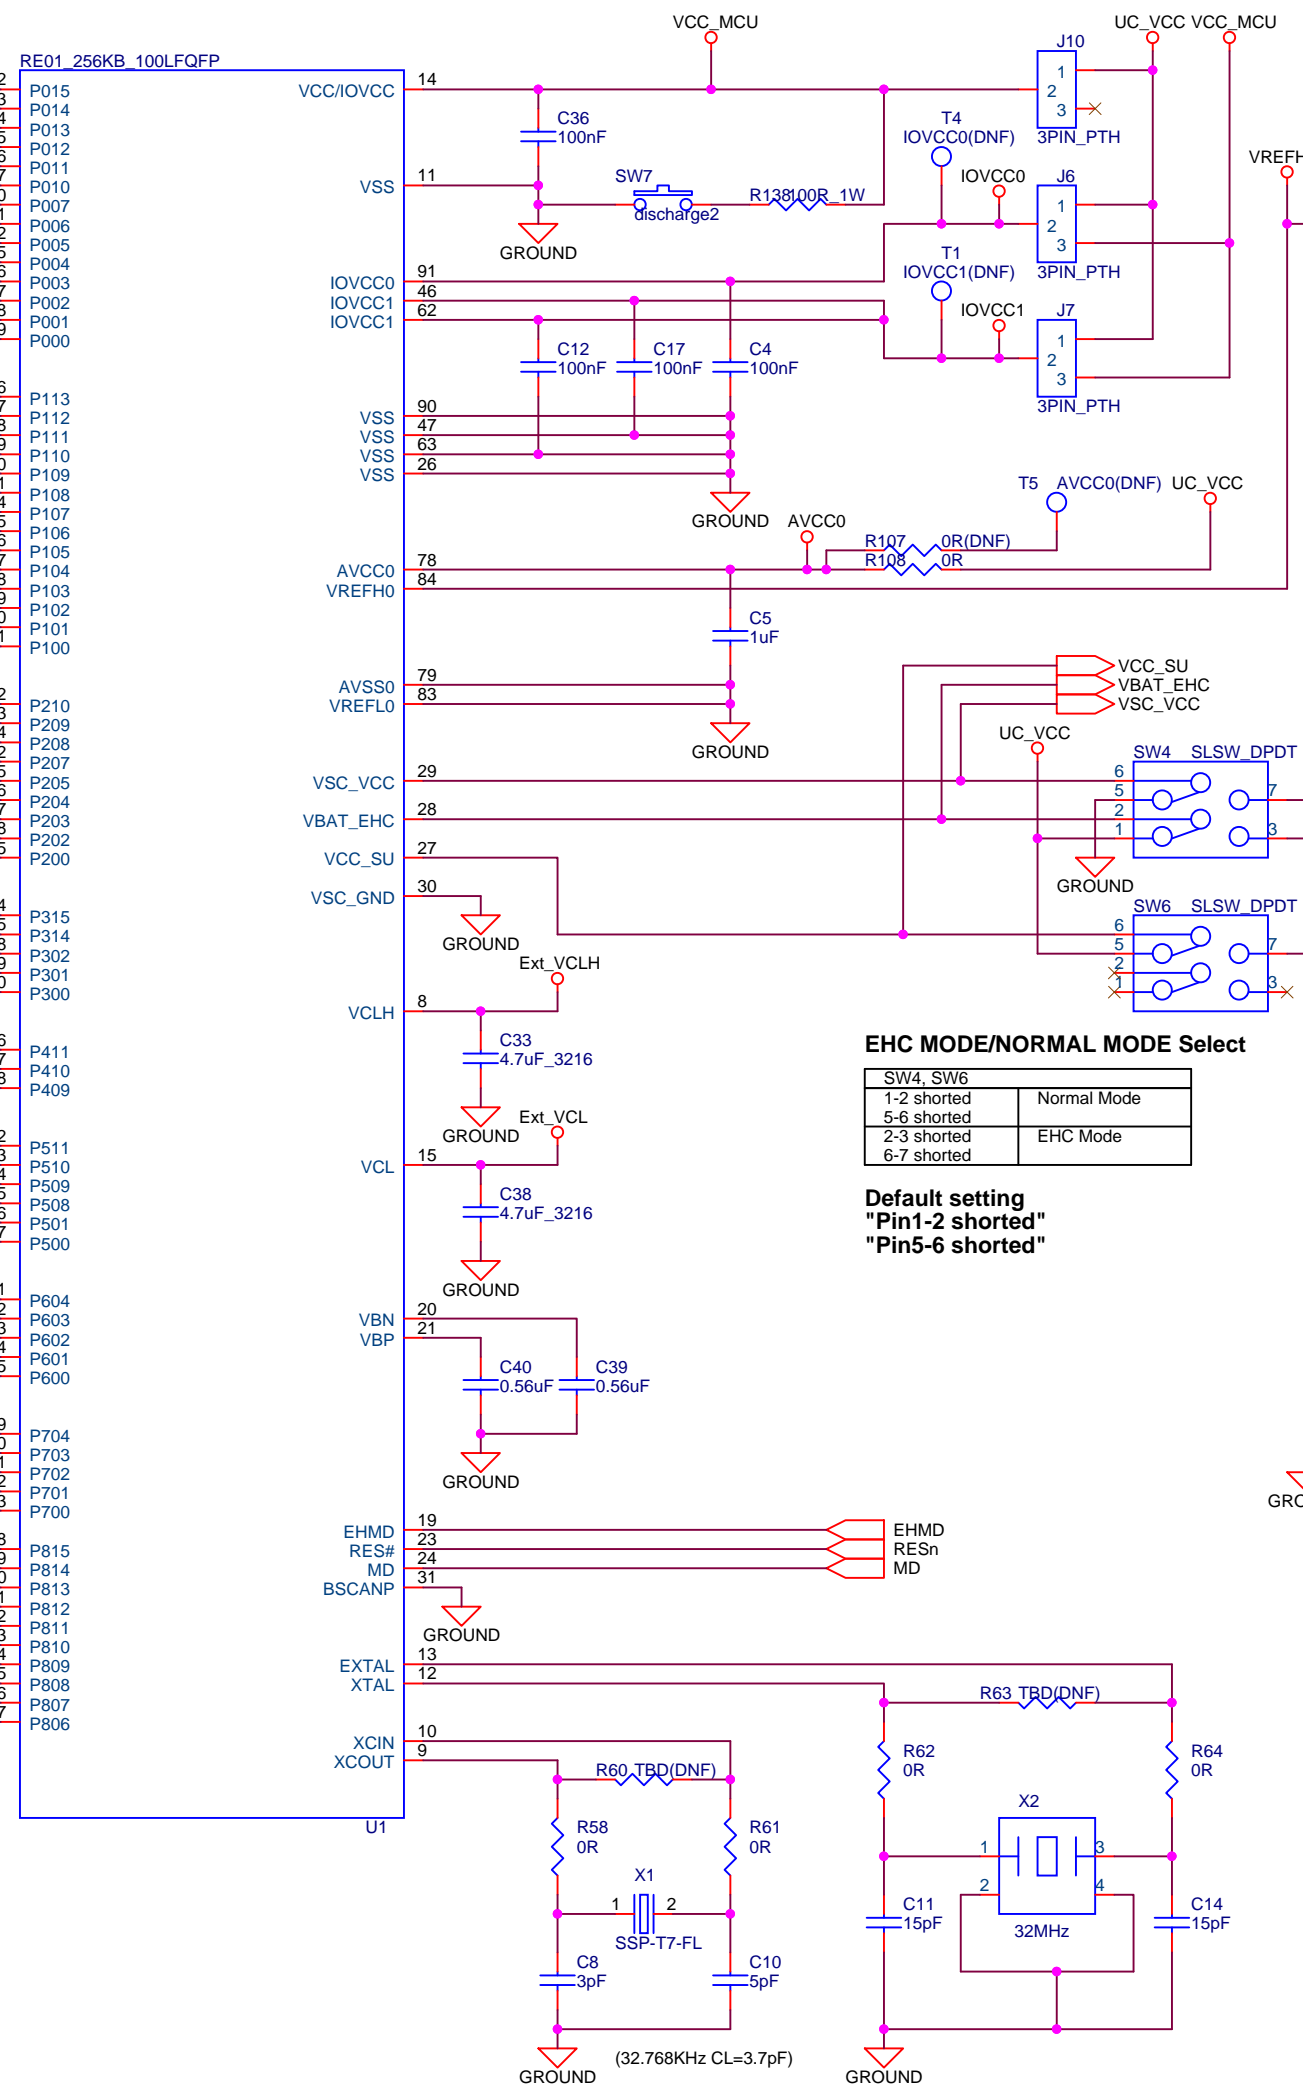 VCC_MCU
UC_VCC VCC_MCU
RE01_256KB_100LFQFP
J10
VCC/IOVCC 14
C36
100nF
1
2
3
3PIN_PTH
T4
IOVCC0(DNF)
VSS 11
SW7
discharge2
R138 100R_1W
IOVCC0
J6
1
2
3
3PIN_PTH
GROUND
T1
IOVCC1(DNF)
IOVCC0 91
IOVCC1 46
IOVCC1 62
IOVCC1
J7
1
2
3
3PIN_PTH
C12
100nF
C17
100nF
C4
100nF
VSS 90
VSS 47
VSS 63
VSS 26
GROUND
T5 AVCC0(DNF) UC_VCC
AVCC0
R107 0R(DNF)
R108 0R
AVCC0 78
VREFH0 84
C5
1uF
AVSS0 79
VREFL0 83
GROUND
VCC_SU
VBAT_EHC
VSC_VCC
UC_VCC
SW4 SLSW_DPDT
6
5
2
1
7
3
VSC_VCC 29
VBAT_EHC 28
VCC_SU 27
VSC_GND 30
GROUND
GROUND
SW6 SLSW_DPDT
6
5
2
1
7
3
Ext_VCLH
VCLH 8
C33
4.7uF_3216
GROUND
EHC MODE/NORMAL MODE Select
SW4, SW6
1-2 shorted Normal Mode
5-6 shorted
2-3 shorted EHC Mode
6-7 shorted
Default setting
"Pin1-2 shorted"
"Pin5-6 shorted"
Ext_VCL
VCL 15
C38
4.7uF_3216
GROUND
VBN 20
VBP 21
C40
0.56uF
C39
0.56uF
GROUND
EHMD 19
RES# 23
MD 24
BSCANP 31
EHMD
RESn
MD
GROUND
EXTAL 13
XTAL 12
R63 TBD(DNF)
R62
0R
R64
0R
XCIN 10
XCOUT 9
R60 TBD(DNF)
R58
0R
R61
0R
X1
1 2
SSP-T7-FL
C8
3pF
C10
5pF
GROUND
(32.768KHz CL=3.7pF)
X2
1
2
3
4
32MHz
C11
15pF
C14
15pF
GROUND
U1
P015
P014
P013
P012
P011
P010
P007
P006
P005
P004
P003
P002
P001
P000
P113
P112
P111
P110
P109
P108
P107
P106
P105
P104
P103
P102
P101
P100
P210
P209
P208
P207
P205
P204
P203
P202
P200
P315
P314
P302
P301
P300
P411
P410
P409
P511
P510
P509
P508
P501
P500
P604
P603
P602
P601
P600
P704
P703
P702
P701
P700
P815
P814
P813
P812
P811
P810
P809
P808
P807
P806